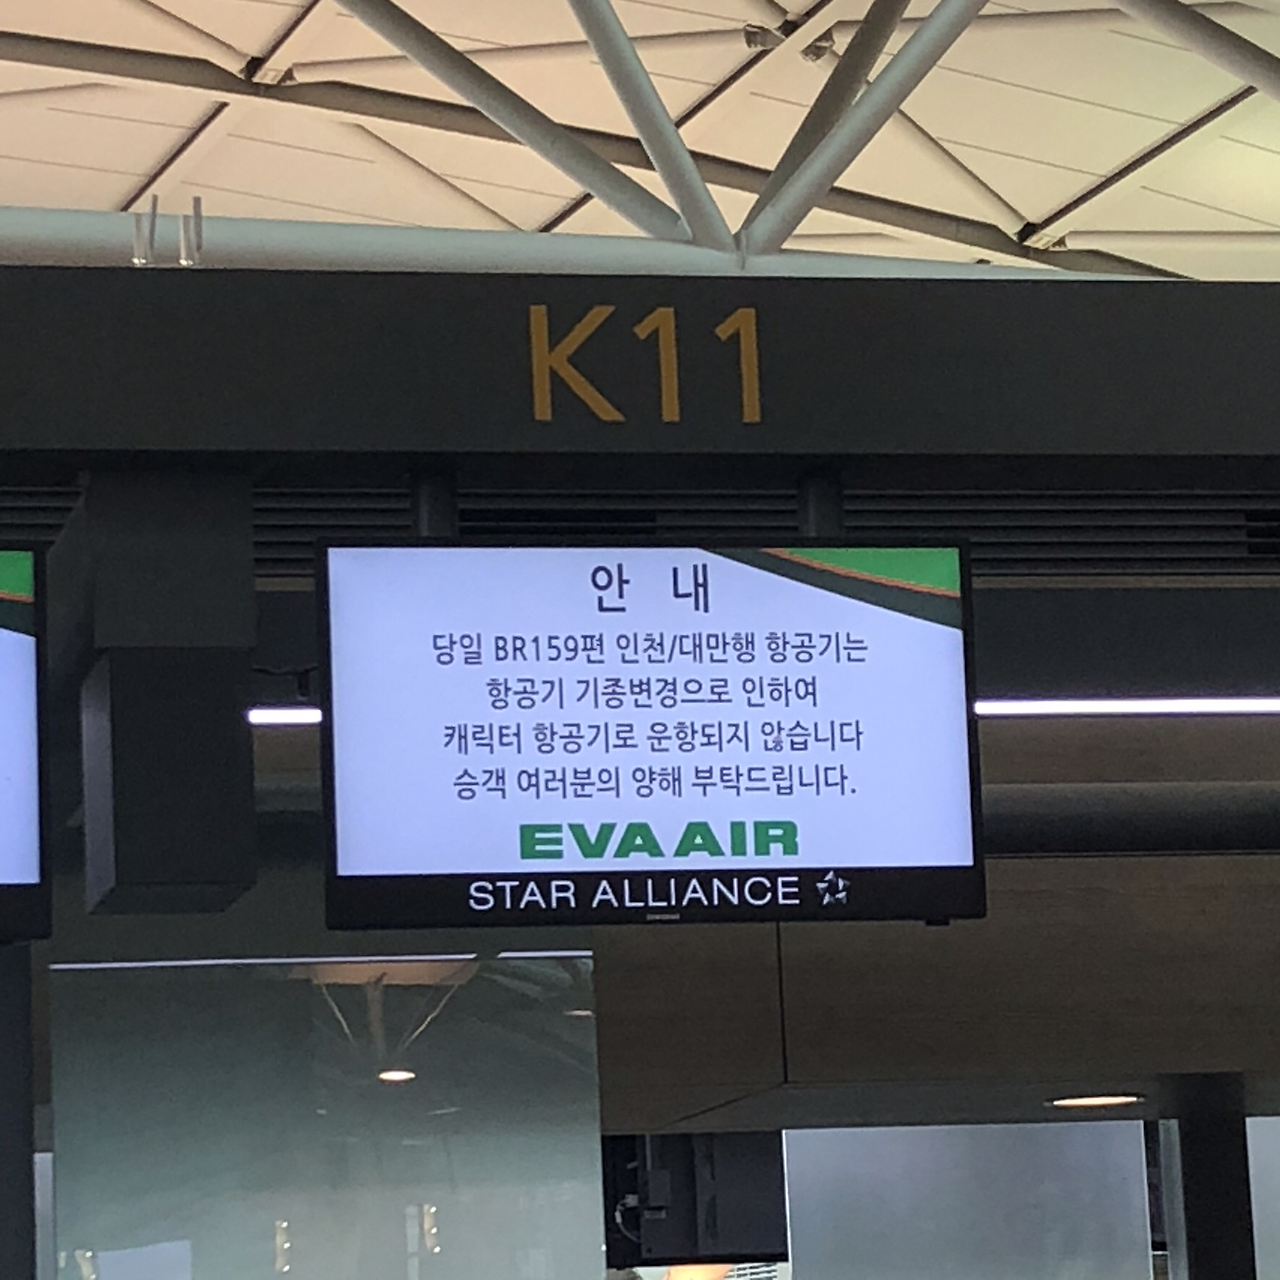 K11
안 내
당일 BR159편 인천/대만행 항공기는
항공기 기종변경으로 인하여
캐릭터 항공기로 운항되지 않습니다
승객 여러분의 양해 부탁드립니다.
EVA AIR
STAR ALLIANCE